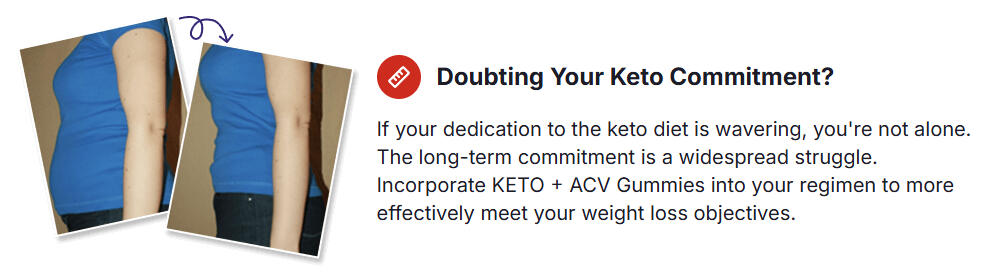 Doubting Your Keto Commitment?
If your dedication to the keto diet is wavering, you're not alone.
The long-term commitment is a widespread struggle.
Incorporate KETO + ACV Gummies into your regimen to more
effectively meet your weight loss objectives.